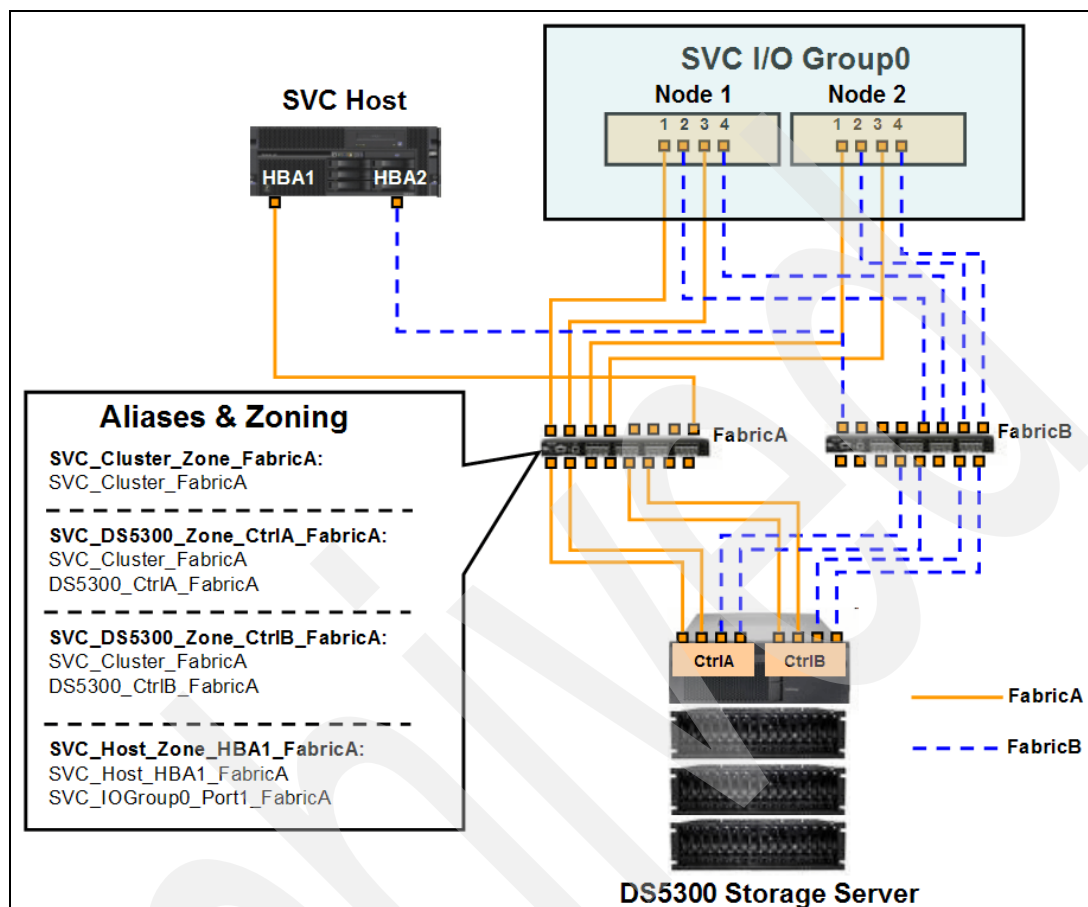 SVC I/O Group0
Node 1
Node 2
1 2 3 4
1 2 3 4
SVC Host
HBA1
HBA2
FabricA
FabricB
Aliases & Zoning
SVC_Cluster_Zone_FabricA:
SVC_Cluster_FabricA
SVC_DS5300_Zone_CtrlA_FabricA:
SVC_Cluster_FabricA
DS5300_CtrlA_FabricA
SVC_DS5300_Zone_CtrlB_FabricA:
SVC_Cluster_FabricA
DS5300_CtrlB_FabricA
SVC_Host_Zone_HBA1_FabricA:
SVC_Host_HBA1_FabricA
SVC_IOGroup0_Port1_FabricA
CtrlA
CtrlB
FabricA
FabricB
DS5300 Storage Server